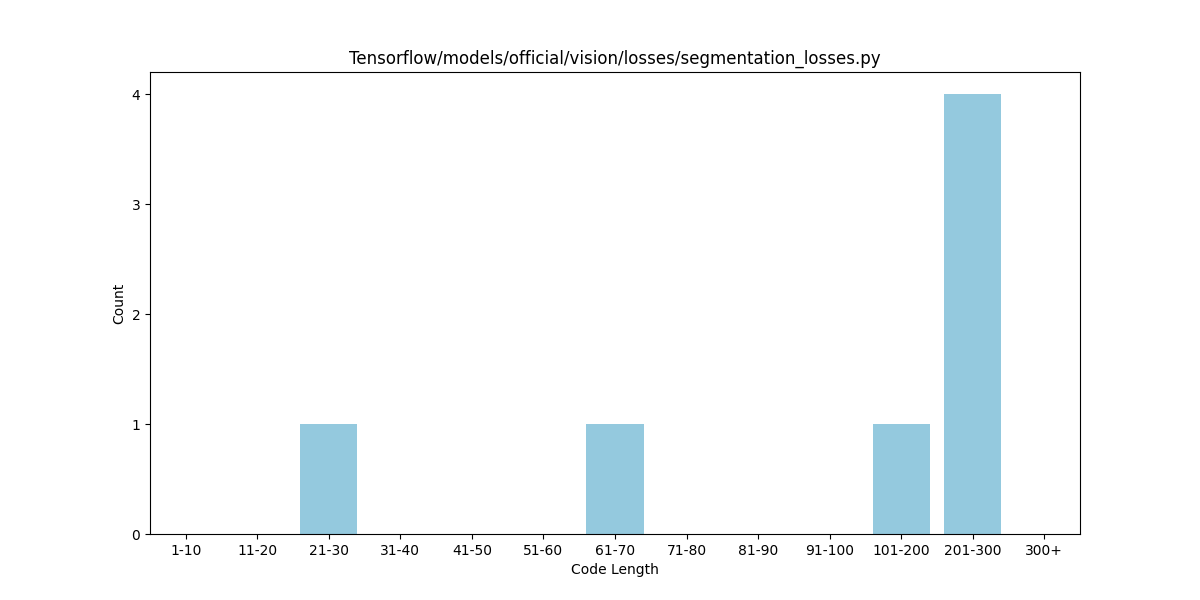 Tensorflow/models/official/vision/losses/segmentation_losses.py
4
3
2
1
0
Count
1-10 11-20 21-30 31-40 41-50 51-60 61-70 71-80 81-90 91-100 101-200 201-300 300+
Code Length